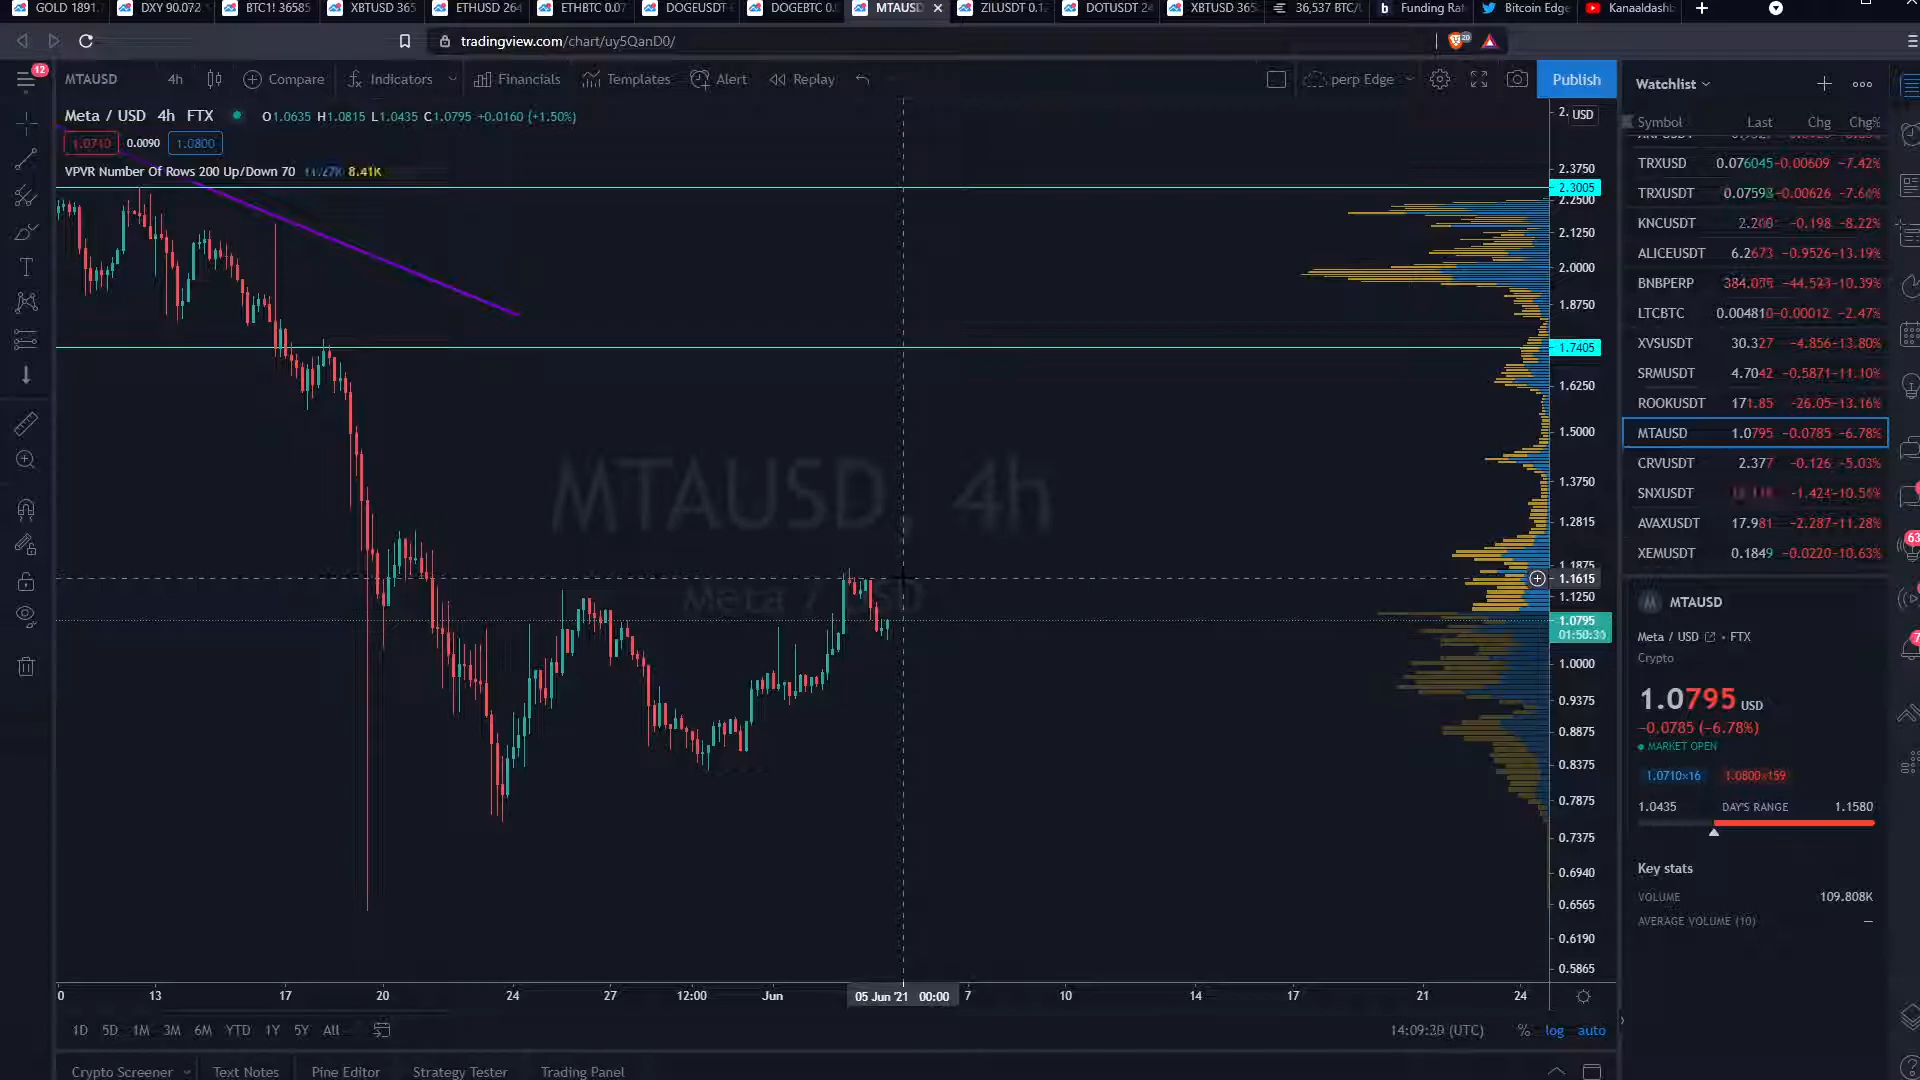 GOLD 1891. DXY 90.072 BTC1! 36585 XBTUSD 365 ETHUSD 264 ETHBTC 0.07 DOGEUSDT DOGEBTC 0.0 MTAUSD ZILUSDT 0.1 DOTUSDT 24 XBTUSD 365 36,537 BTC/ Funding Rat Bitcoin Edge Kanaaldashb
tradingview.com/chart/uy5QanD0/
12 MTAUSD 4h Compare Indicators Financials Templates Alert Replay perp Edge Publish
Meta / USD 4h FTX O1.0635 H1.0815 L1.0435 C1.0795 +0.0160 (+1.50%)
1.0710 0.0090 1.0800
VPVR Number Of Rows 200 Up/Down 70 8.41K
MTAUSD, 4h
Meta / USD
USD
2.3750
2.3005
2.2500
2.1250
2.0000
1.8750
1.7405
1.6250
1.5000
1.3750
1.2815
1.1875
1.1615
1.1250
1.0795
01:50:30
1.0000
0.9375
0.8875
0.8375
0.7875
0.7375
0.6940
0.6565
0.6190
0.5865
13 17 20 24 27 12:00 Jun 05 Jun '21 00:00 7 10 14 17 21 24
1D 5D 1M 3M 6M YTD 1Y 5Y All 14:09:30 (UTC) % log auto
Crypto Screener Text Notes Pine Editor Strategy Tester Trading Panel
Watchlist
Symbol Last Chg Chg%
TRXUSD 0.076045 -0.00609 -7.42%
TRXUSDT 0.07593 -0.00626 -7.64%
KNCUSDT 2.200 -0.198 -8.22%
ALICEUSDT 6.2673 -0.9526 -13.19%
BNBPERP -10.39%
LTCBTC 0.004810 -0.00012 -2.47%
XVSUSDT 30.327 -4.856 -13.80%
SRMUSDT 4.7042 -0.5871 -11.10%
ROOKUSDT 171.85 -26.05 -13.16%
MTAUSD 1.0795 -0.0785 -6.78%
CRVUSDT 2.377 -0.126 -5.03%
SNXUSDT -1.424 -10.56%
AVAXUSDT 17.981 -2.287 -11.28%
XEMUSDT 0.1849 -0.0220 -10.63%
63
MTAUSD
Meta / USD • FTX
Crypto
1.0795 USD
-0.0785 (-6.78%)
MARKET OPEN
1.0710×16 1.0800×159
1.0435 DAY'S RANGE 1.1580
Key stats
VOLUME 109.808K
AVERAGE VOLUME (10) —